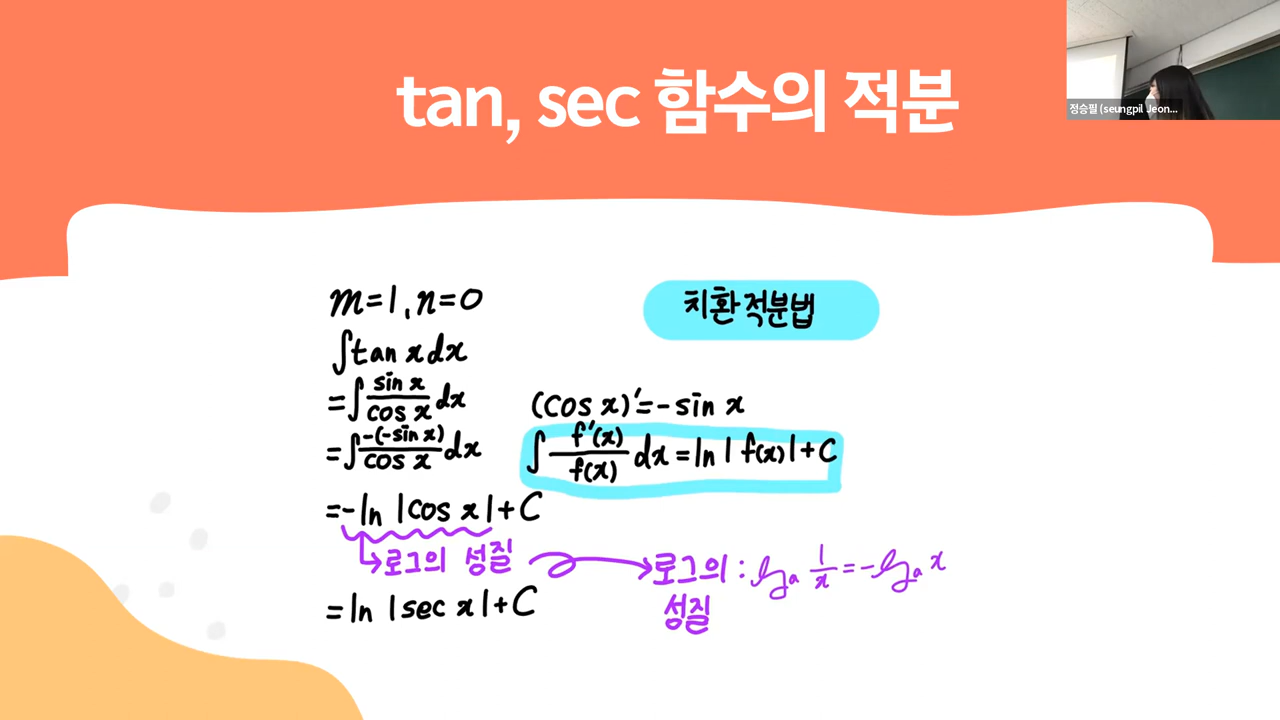 tan, sec 함수의 적분
정승필 (seungpil Jeon...
m=1, n=0
치환적분법
∫tan x dx
=∫ sin x / cos x dx
(cos x)'=-sin x
=∫ -(-sin x) / cos x dx
∫ f'(x) / f(x) dx = ln | f(x) | + C
=-ln |cos x|+C
→로그의 성질
로그의 : logₐ 1/x = -logₐ x
성질
=ln |sec x|+C